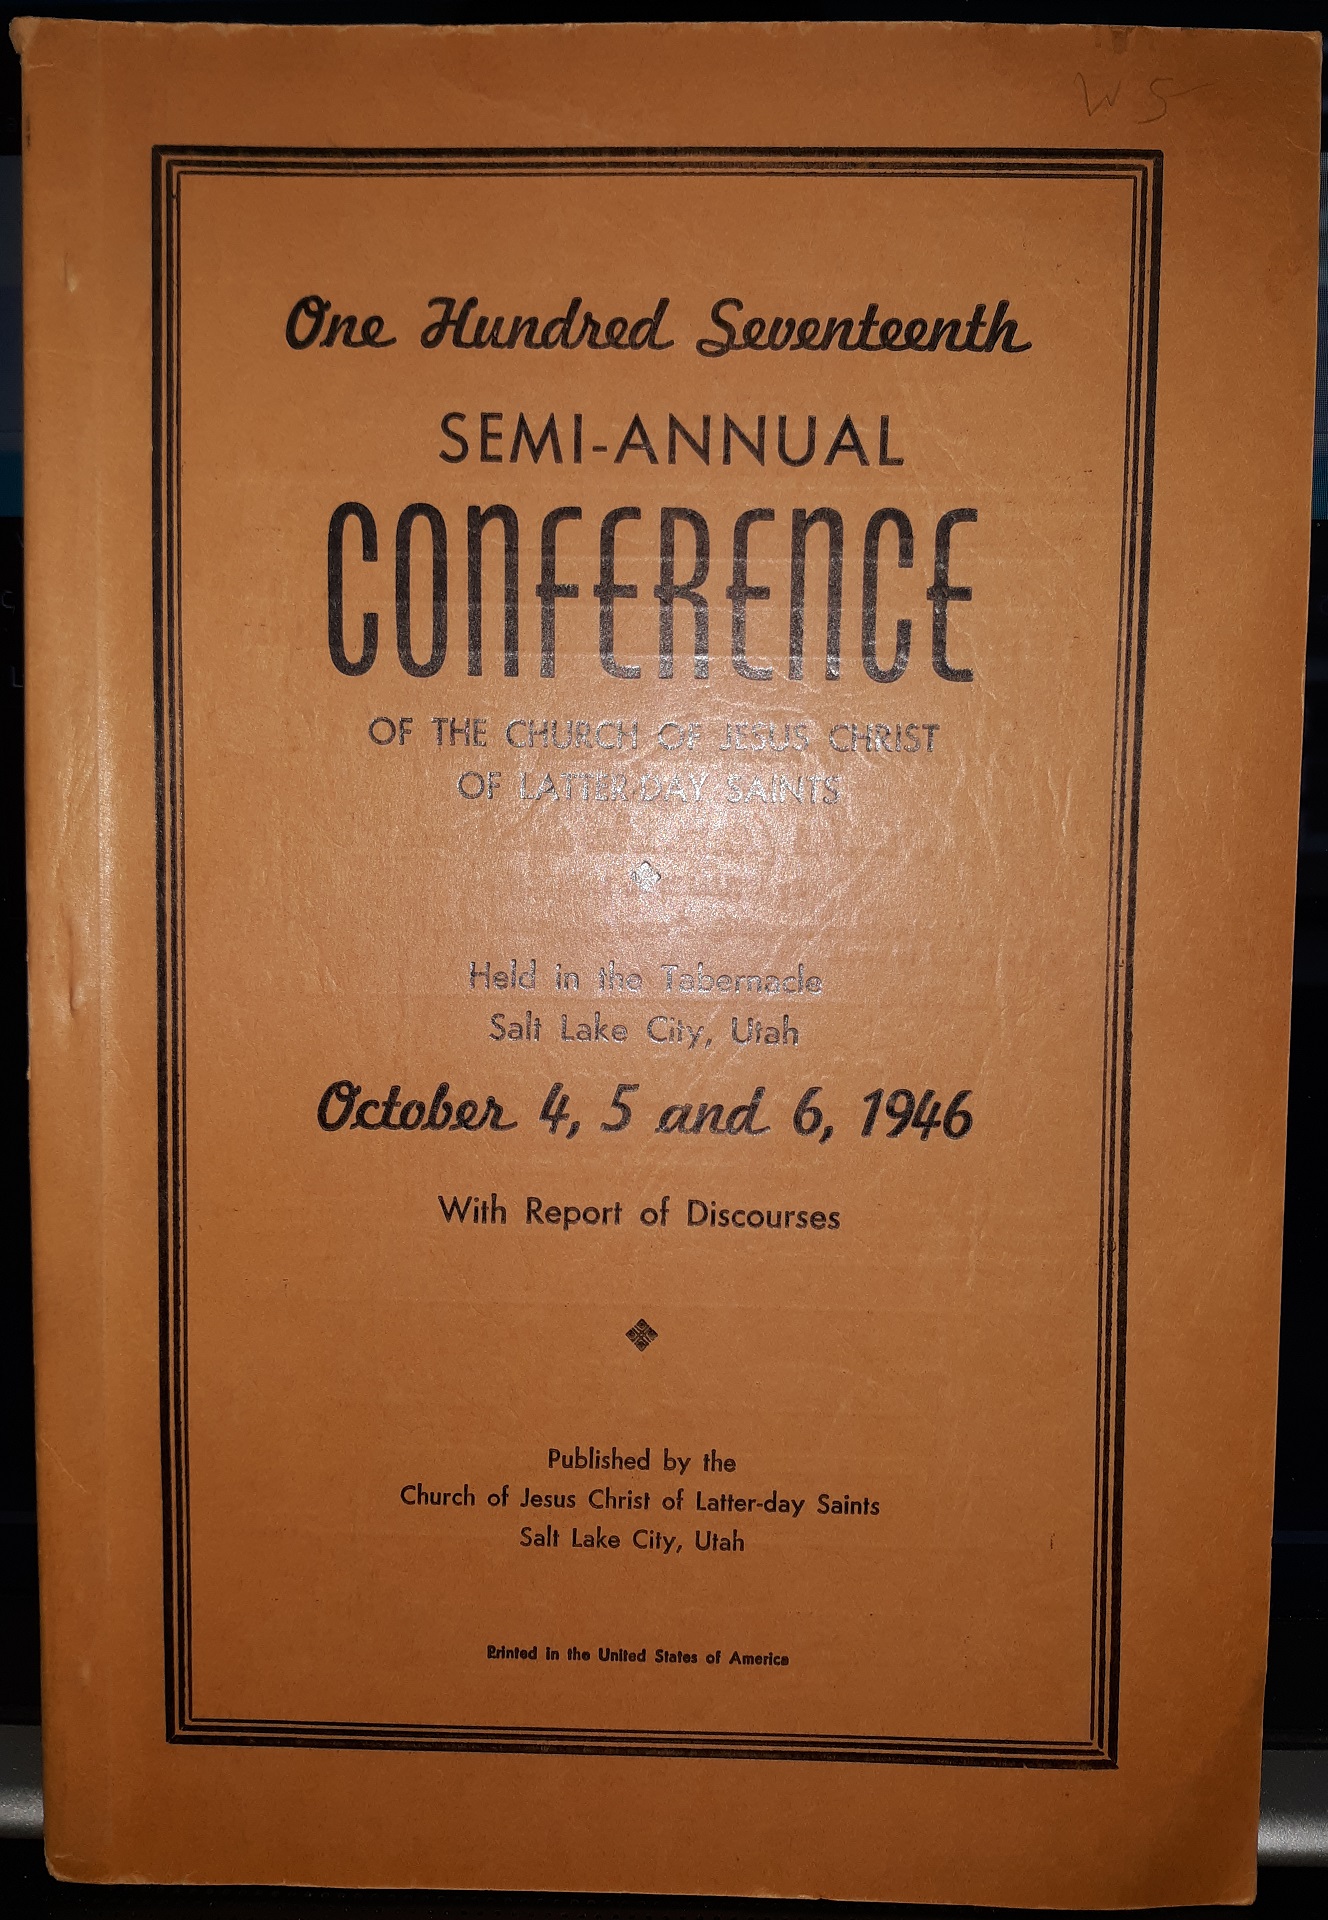 W 5
One Hundred Seventeenth
SEMI-ANNUAL
CONFERENCE
OF THE CHURCH OF JESUS CHRIST
OF LATTER-DAY SAINTS
Held in the Tabernacle
Salt Lake City, Utah
October 4, 5 and 6, 1946
With Report of Discourses
Published by the
Church of Jesus Christ of Latter-day Saints
Salt Lake City, Utah
Printed in the United States of America